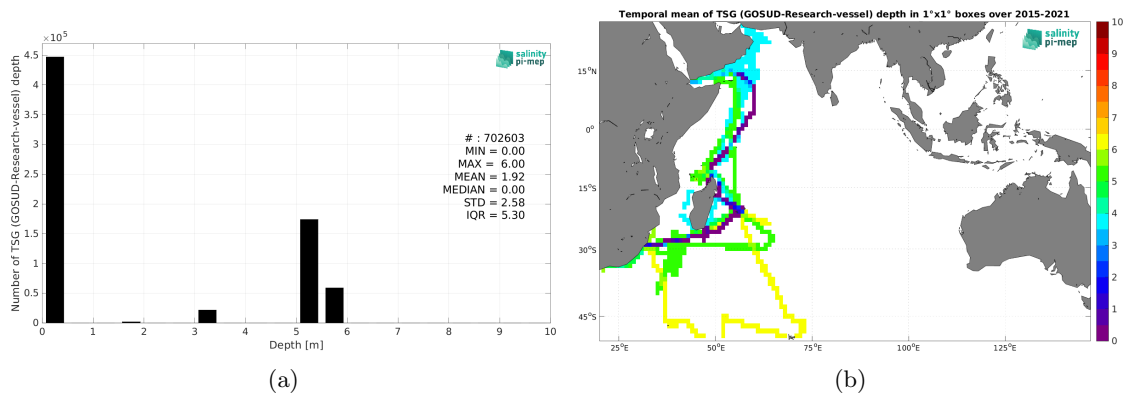 ×10⁵
4.5
4
3.5
3
2.5
2
1.5
1
0.5
0
Number of TSG (GOSUD-Research-vessel) depth
0 1 2 3 4 5 6 7 8 9 10
Depth [m]
salinity
pi-mep
# : 702603
MIN = 0.00
MAX = 6.00
MEAN = 1.92
MEDIAN = 0.00
STD = 2.58
IQR = 5.30
(a)
Temporal mean of TSG (GOSUD-Research-vessel) depth in 1°x1° boxes over 2015-2021
salinity
pi-mep
15°N
0°
15°S
30°S
45°S
25°E 50°E 75°E 100°E 125°E
10
9
8
7
6
5
4
3
2
1
0
(b)